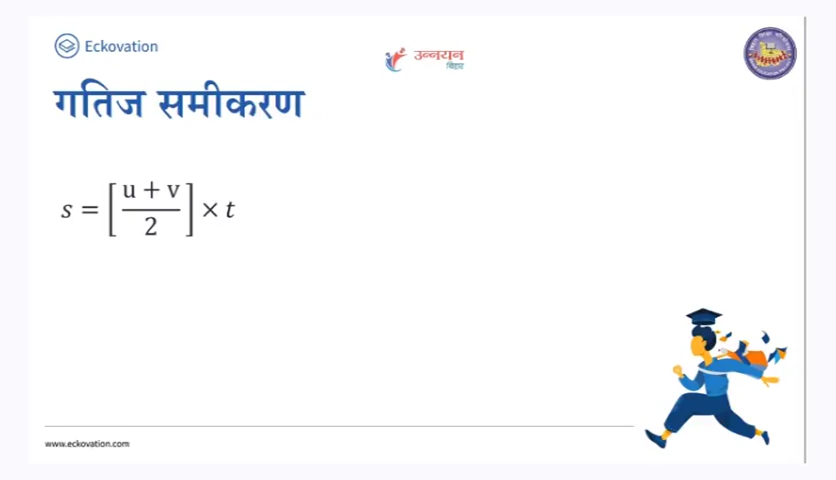 Eckovation
उन्नयन
बिहार
गतिज समीकरण
s = [u + v / 2] × t
www.eckovation.com